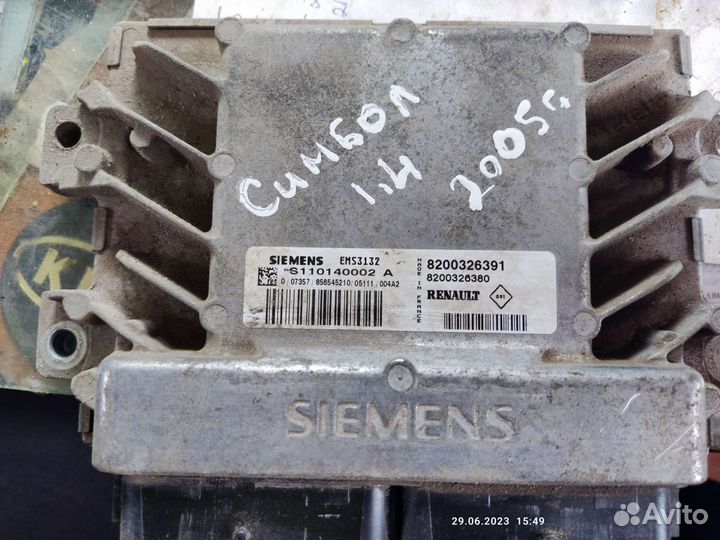 Симбол
1,4
2005г
SIEMENS EMS3132
S110140002 A
0 07357 / 856545210 / 05111 / 004A2
MADE IN FRANCE
8200326391
8200326380
RENAULT
001
SIEMENS
29.06.2023 15:49
Avito